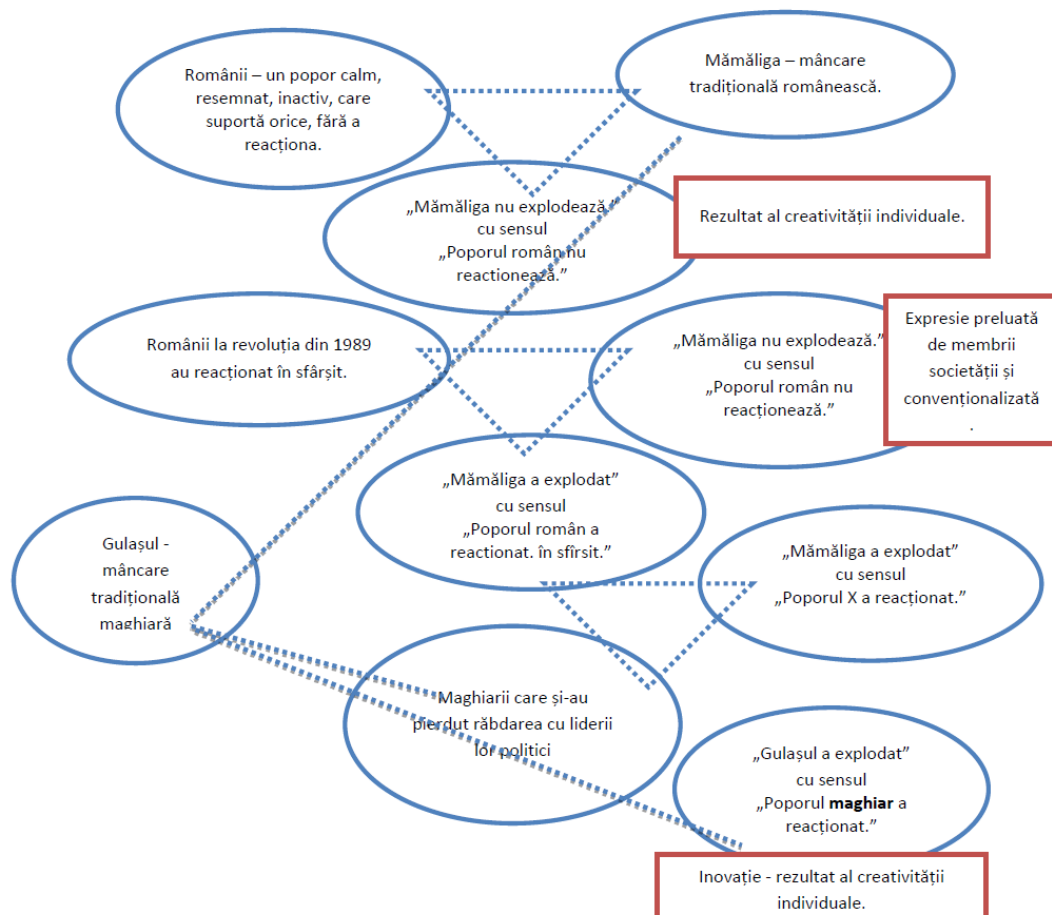 Românii – un popor calm,
resemnat, inactiv, care
suportă orice, fără a
reacționa.
Mămăliga – mâncare
tradițională românească.
„Mămăliga nu explodează.”
cu sensul
„Poporul român nu
reactionează.”
Rezultat al creativității individuale.
Românii la revoluția din 1989
au reacționat în sfârșit.
„Mămăliga nu explodează.”
cu sensul
„Poporul român nu
reacționează.”
Expresie preluată
de membrii
societății și
convenționalizată
.
„Mămăliga a explodat”
cu sensul
„Poporul român a
reactionat. în sfîrsit.”
Gulașul -
mâncare
tradițională
maghiară
„Mămăliga a explodat”
cu sensul
„Poporul X a reacționat.”
Maghiarii care și-au
pierdut răbdarea cu liderii
lor politici
„Gulașul a explodat”
cu sensul
„Poporul maghiar a
reacționat.”
Inovație - rezultat al creativității
individuale.